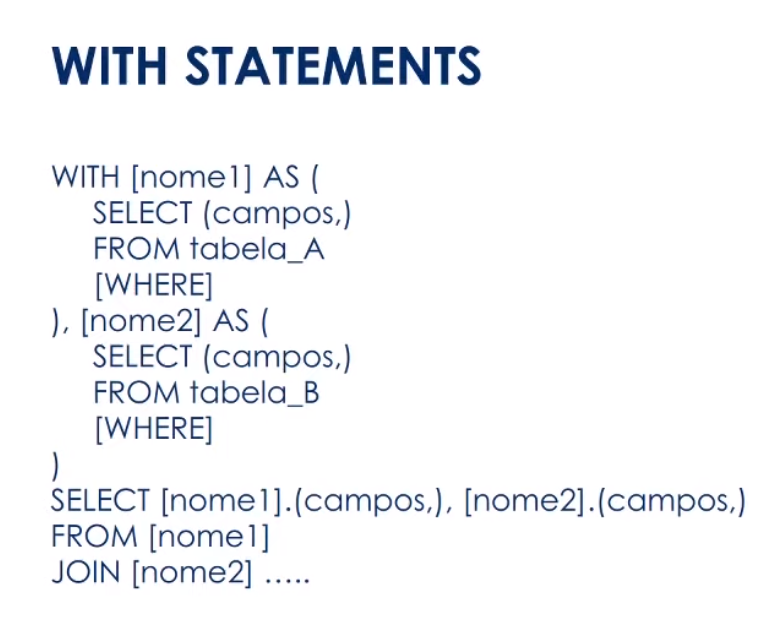 WITH STATEMENTS
WITH [nome1] AS (
SELECT (campos,)
FROM tabela_A
[WHERE]
), [nome2] AS (
SELECT (campos,)
FROM tabela_B
[WHERE]
)
SELECT [nome1].(campos,), [nome2].(campos,)
FROM [nome1]
JOIN [nome2] .....